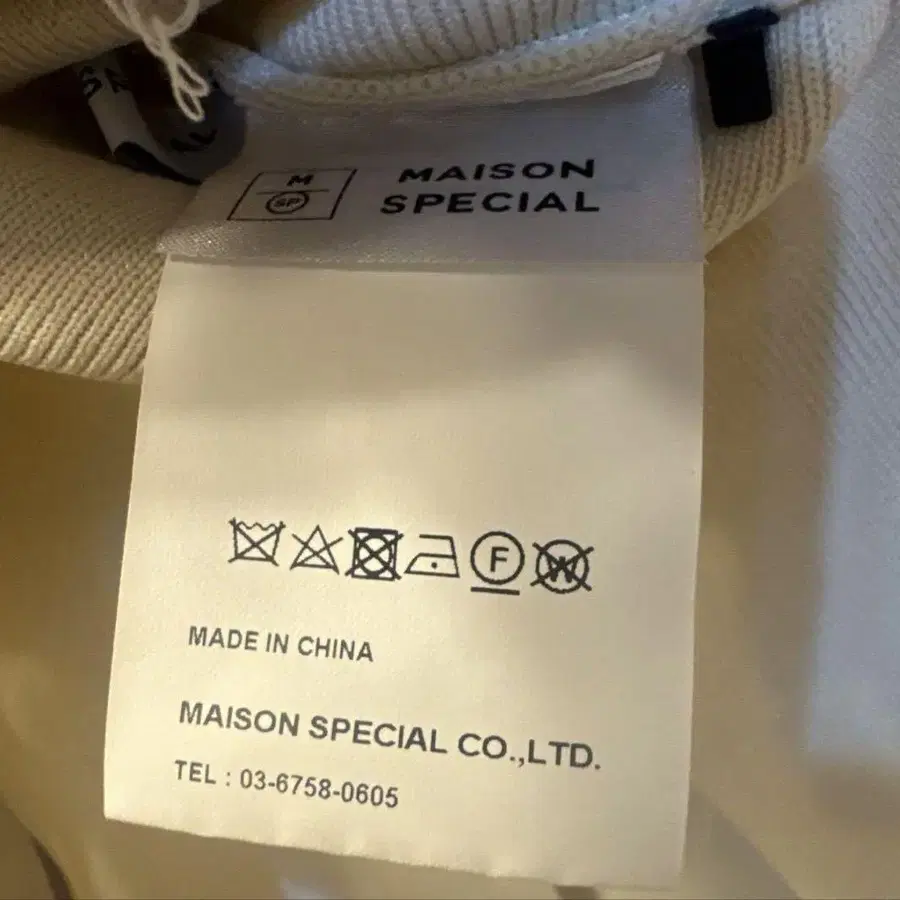 M
SP
MAISON
SPECIAL
F
W
MADE IN CHINA
MAISON SPECIAL CO.,LTD.
TEL : 03-6758-0605